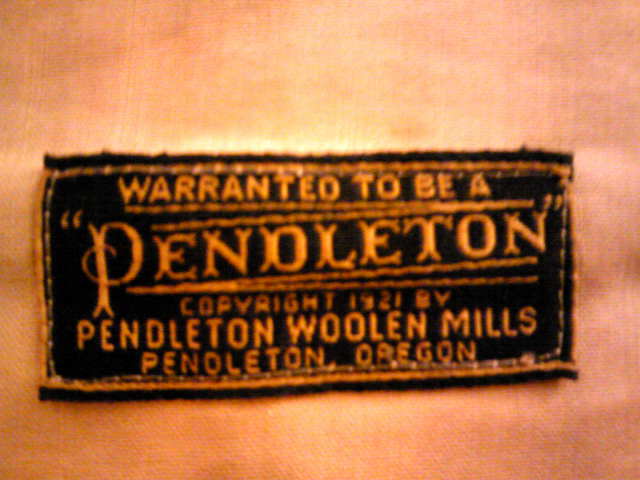 WARRANTED TO BE A
"PENDLETON"
COPYRIGHT 1921 BY
PENDLETON WOOLEN MILLS
PENDLETON, OREGON